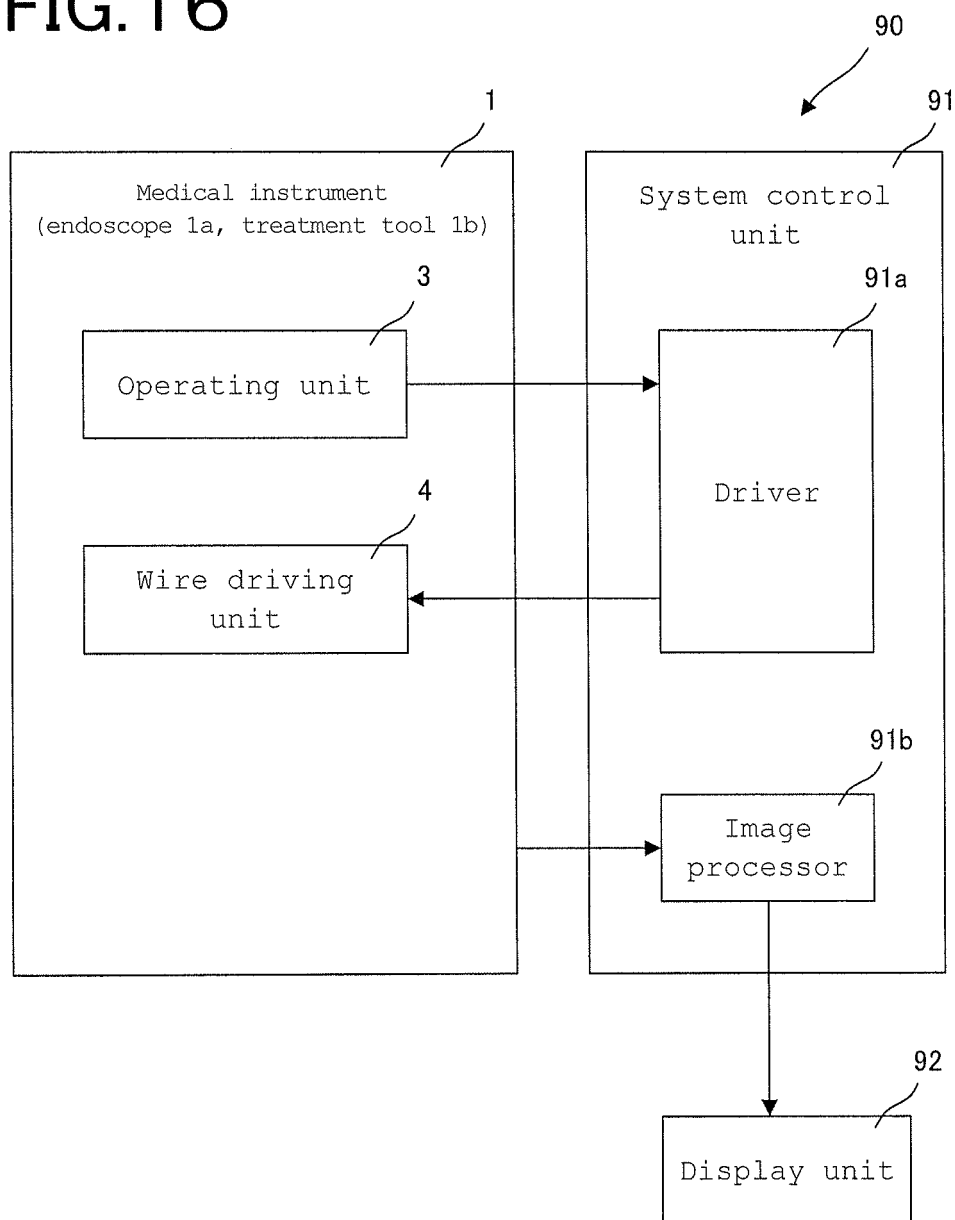 FIG. 16
90
1
91
Medical instrument
(endoscope 1a, treatment tool 1b)
System control
unit
3
91a
Operating unit
Driver
4
Wire driving
unit
91b
Image
processor
92
Display unit